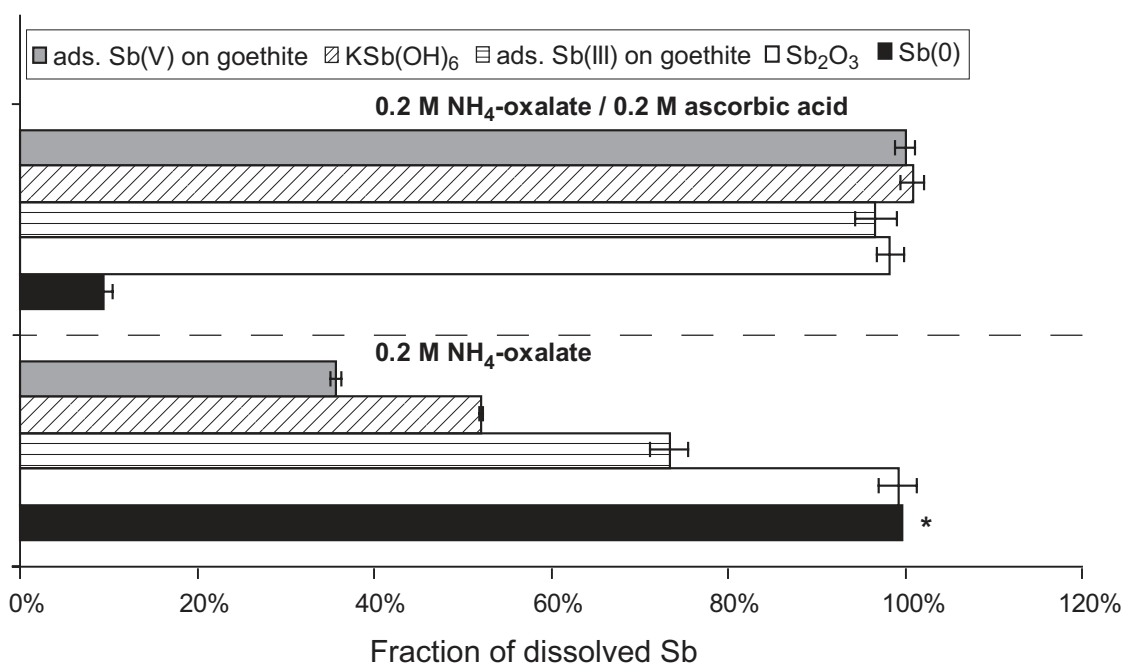 ads. Sb(V) on goethite KSb(OH)6 ads. Sb(III) on goethite Sb2O3 Sb(0)
0.2 M NH4-oxalate / 0.2 M ascorbic acid
0.2 M NH4-oxalate
*
0% 20% 40% 60% 80% 100% 120%
Fraction of dissolved Sb